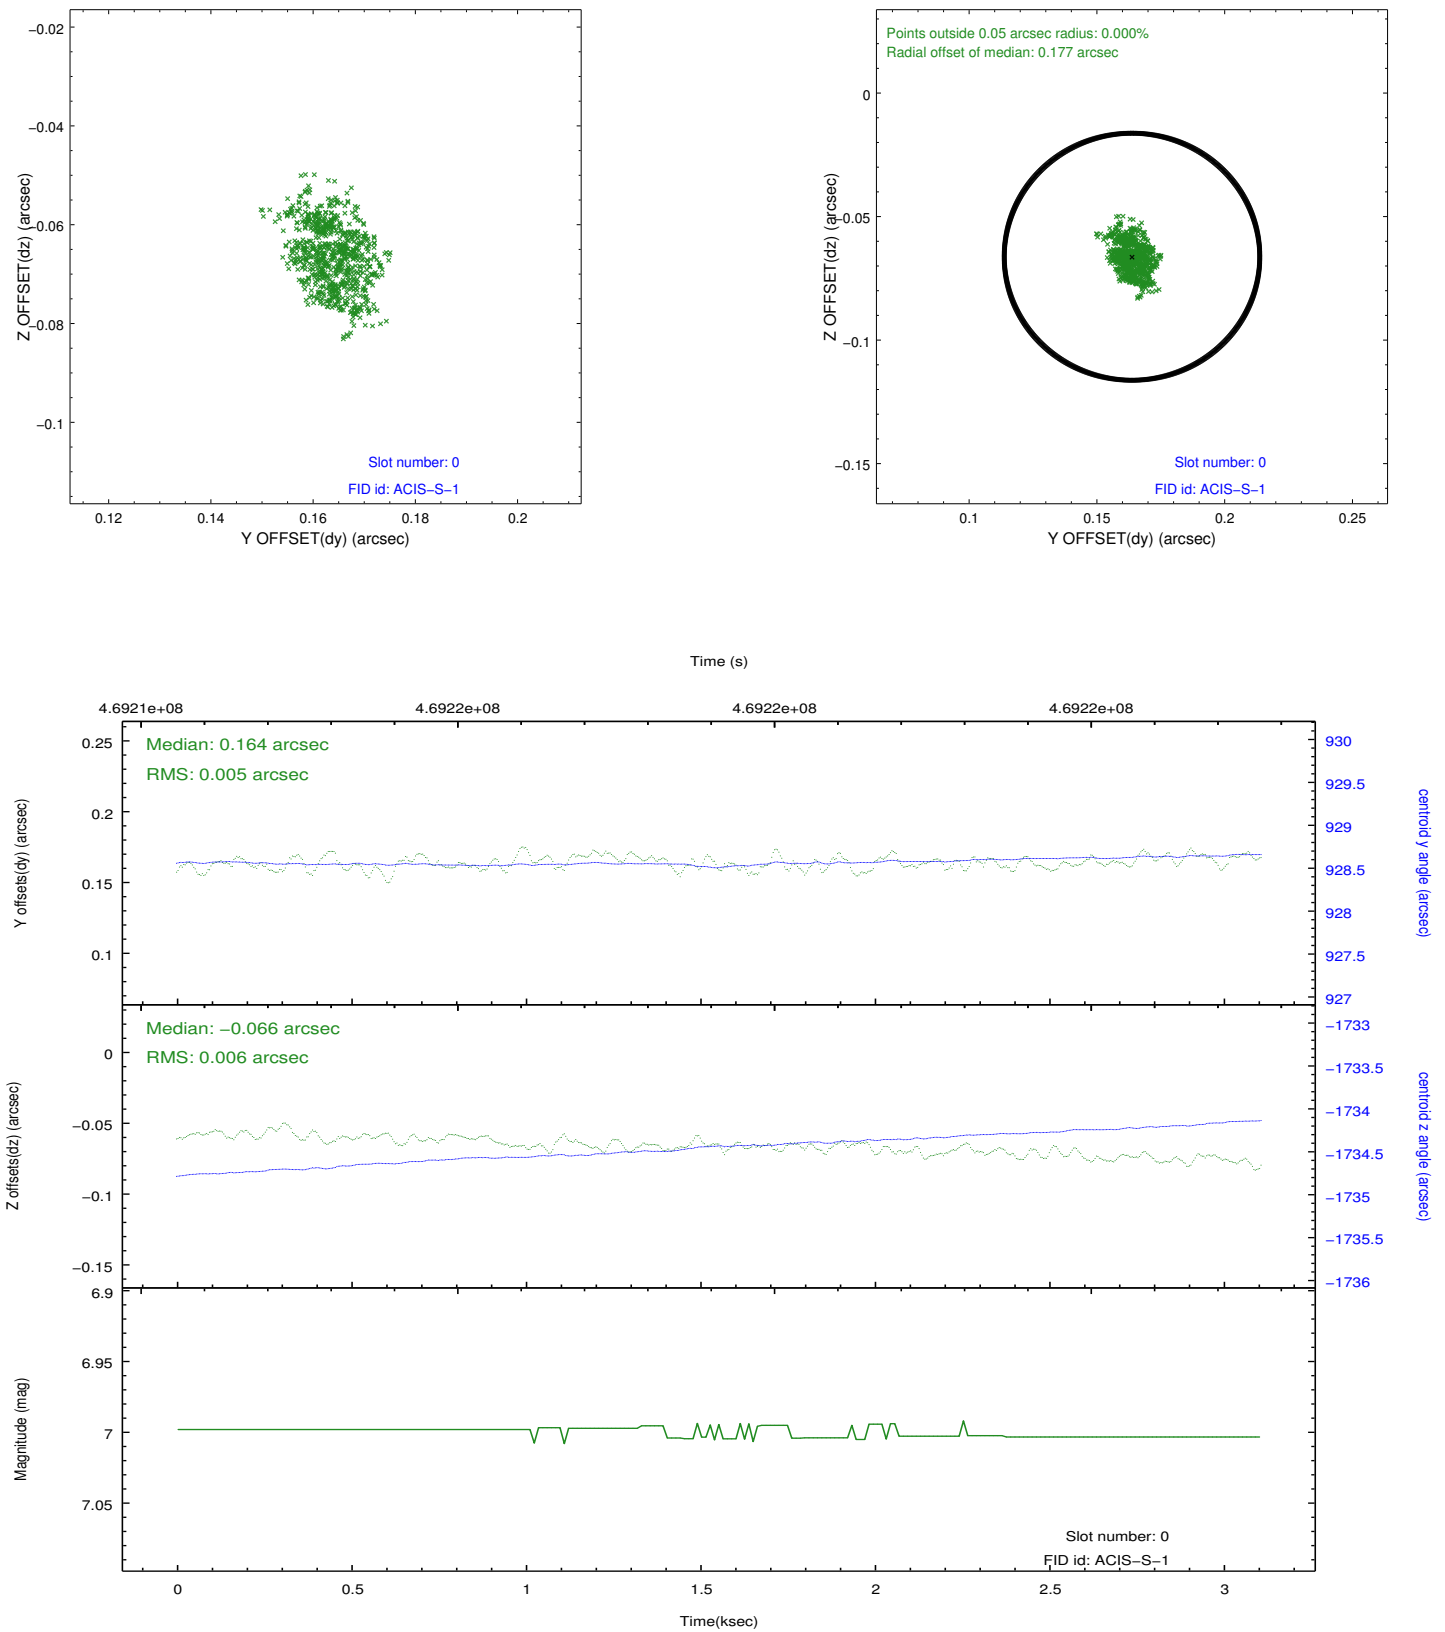 −0.02
−0.04
−0.06
−0.08
−0.1
Z OFFSET(dz) (arcsec)
Slot number: 0
FID id: ACIS−S−1
0.12
0.14
0.16
0.18
0.2
Y OFFSET(dy) (arcsec)
Points outside 0.05 arcsec radius: 0.000%
Radial offset of median: 0.177 arcsec
0
−0.05
−0.1
−0.15
Z OFFSET(dz) (arcsec)
Slot number: 0
FID id: ACIS−S−1
0.1
0.15
0.2
0.25
Y OFFSET(dy) (arcsec)
Time (s)
4.6921e+08
4.6922e+08
4.6922e+08
4.6922e+08
Median: 0.164 arcsec
RMS: 0.005 arcsec
0.25
0.2
0.15
0.1
Y offsets(dy) (arcsec)
930
929.5
929
928.5
928
927.5
927
centroid y angle (arcsec)
Median: −0.066 arcsec
RMS: 0.006 arcsec
0
−0.05
−0.1
−0.15
Z offsets(dz) (arcsec)
−1733
−1733.5
−1734
−1734.5
−1735
−1735.5
−1736
centroid z angle (arcsec)
6.9
6.95
7
7.05
Magnitude (mag)
Slot number: 0
FID id: ACIS−S−1
0
0.5
1
1.5
2
2.5
3
Time(ksec)